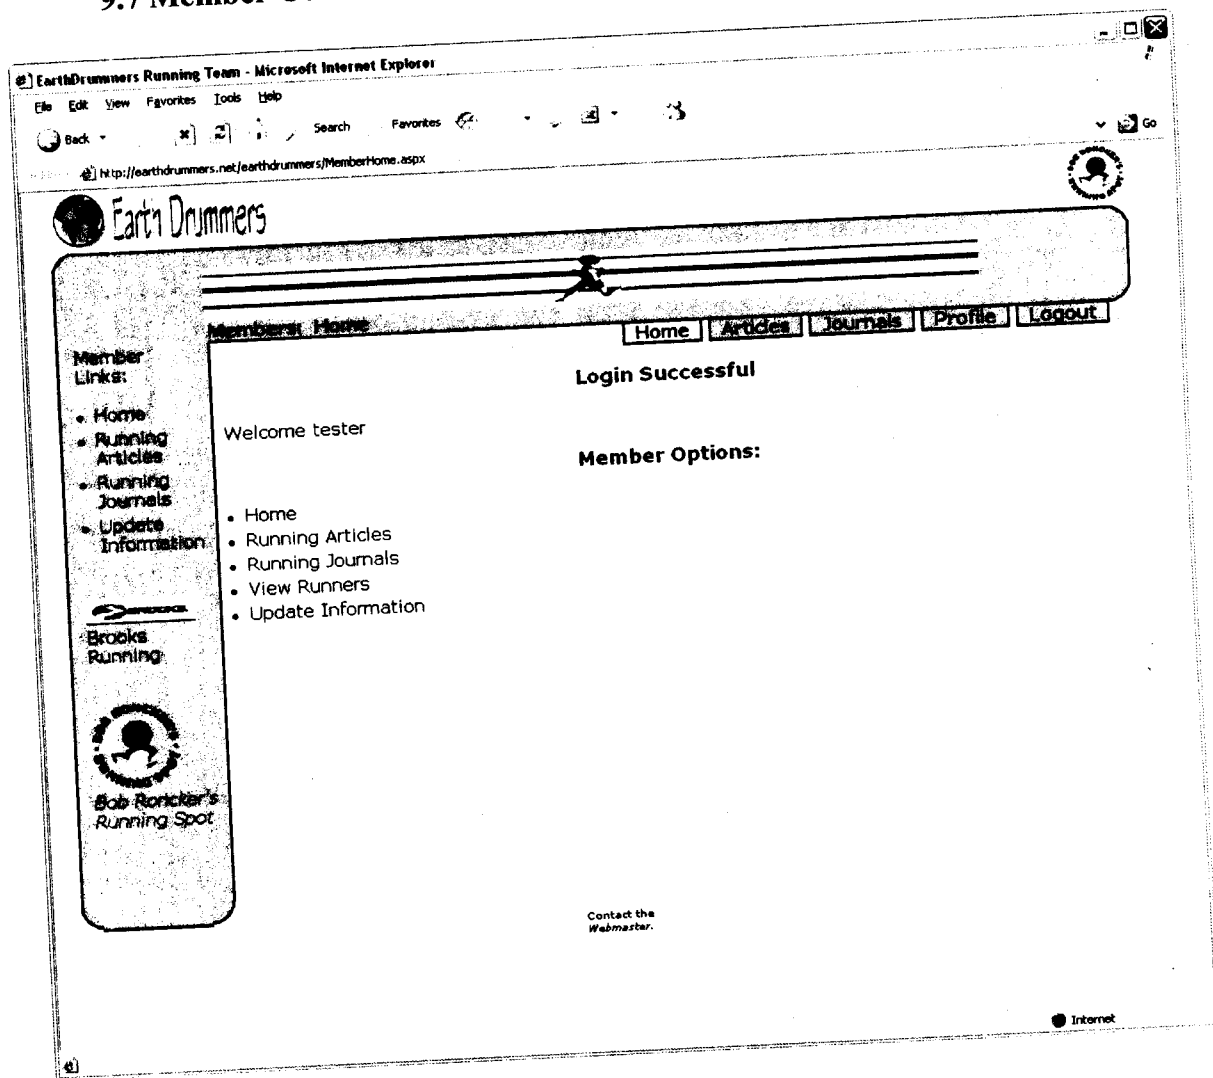 9.7 Member
EarthDrummers Running Team - Microsoft Internet Explorer
File Edit View Favorites Tools Help
Back Search Favorites
Go
http://earthdrummers.net/earthdrummers/MemberHome.aspx
Earth Drummers
Members: Home
Home Articles Journals Profile Logout
Member
Links:
• Home
• Running
Articles
• Running
Journals
• Update
Information
Brooks
Running
Bob Roncker's
Running Spot
Login Successful
Welcome tester
Member Options:
• Home
• Running Articles
• Running Journals
• View Runners
• Update Information
Contact the
Webmaster.
Internet